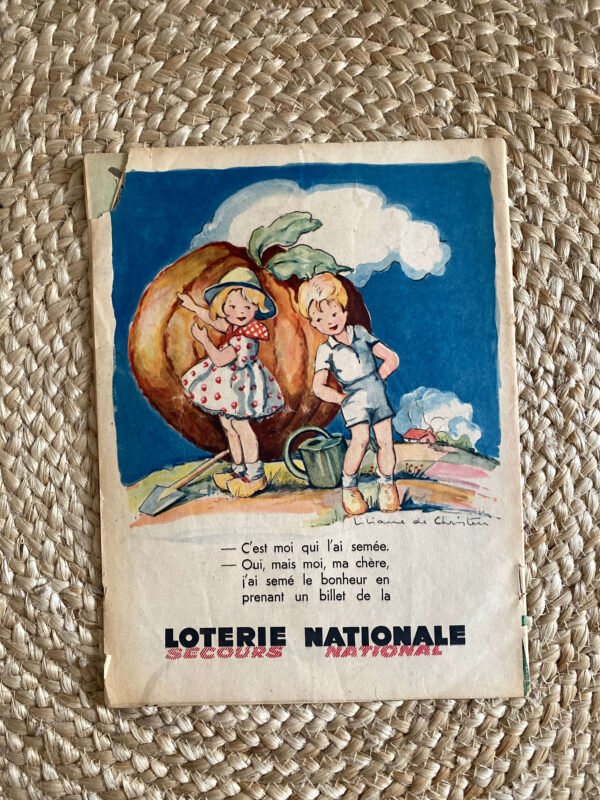 Liliane de Christen
— C'est moi qui l'ai semée.
— Oui, mais moi, ma chère,
j'ai semé le bonheur en
prenant un billet de la
LOTERIE NATIONALE
SECOURS NATIONAL